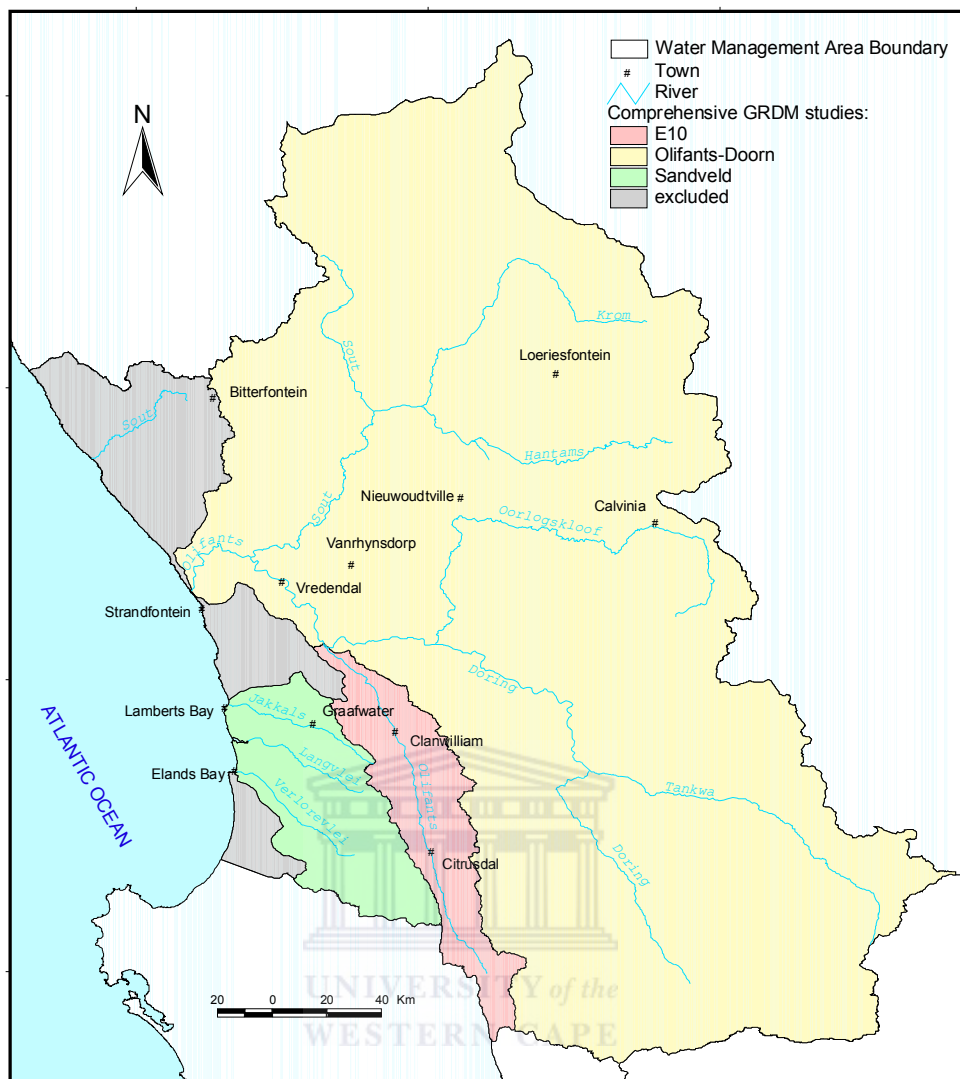 Water Management Area Boundary
# Town
River
Comprehensive GRDM studies:
E10
Olifants-Doorn
Sandveld
excluded
N
Krom
Loeriesfontein
#
Sout
Bitterfontein
#
Sout
Hantams
Nieuwoudtville #
Sout
Calvinia
#
Oorlogskloof
Olifants
Vanrhynsdorp
#
# Vredendal
Strandfontein #
Doring
Lamberts Bay #
Jakkals
Graafwater
#
# Clanwilliam
ATLANTIC OCEAN
Langvlei
Elands Bay #
Olifants
Tankwa
Verlorevlei
# Citrusdal
Doring
UNIVERSITY of the
WESTERN CAPE
20 0 20 40 Km